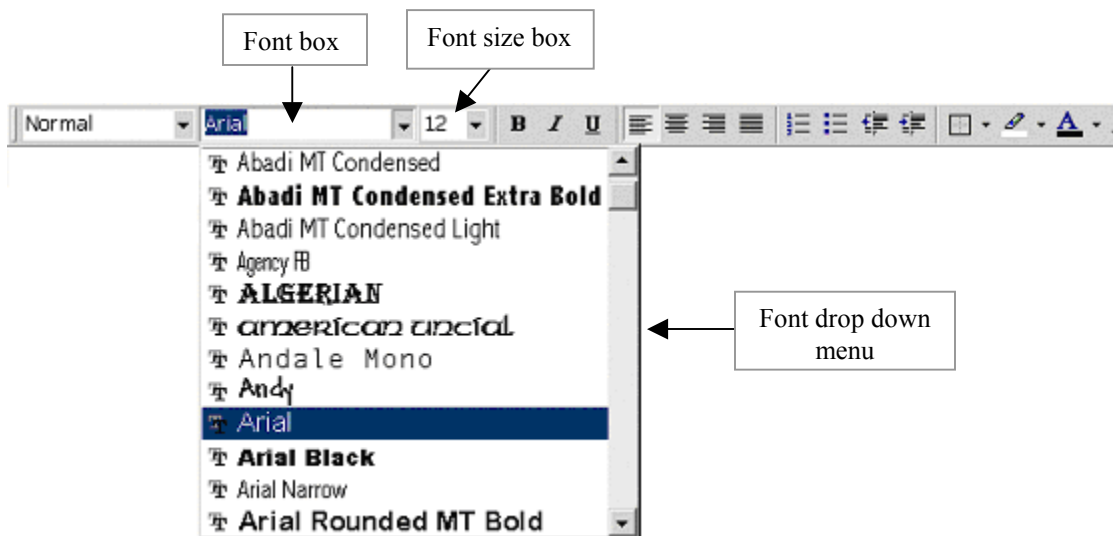 Font box
Font size box
Normal Arial 12 B I U A
Abadi MT Condensed
Abadi MT Condensed Extra Bold
Abadi MT Condensed Light
Agency FB
ALGERIAN
american uncial
Andale Mono
Andy
Arial
Arial Black
Arial Narrow
Arial Rounded MT Bold
Font drop down
menu